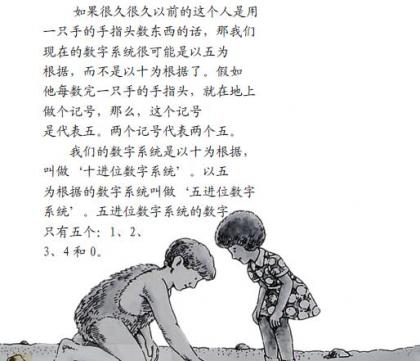 如果很久很久以前的这个人是用
一只手的手指头数东西的话，那我们
现在的数字系统很可能是以五为
根据，而不是以十为根据了。假如
他每数完一只手的手指头，就在地上
做个记号，那么，这个记号
是代表五。两个记号代表两个五。
我们的数字系统是以十为根据，
叫做‘十进位数字系统’。以五
为根据的数字系统叫做‘五进位数字
系统’。五进位数字系统的数字
只有五个：1、2、
3、4和0。